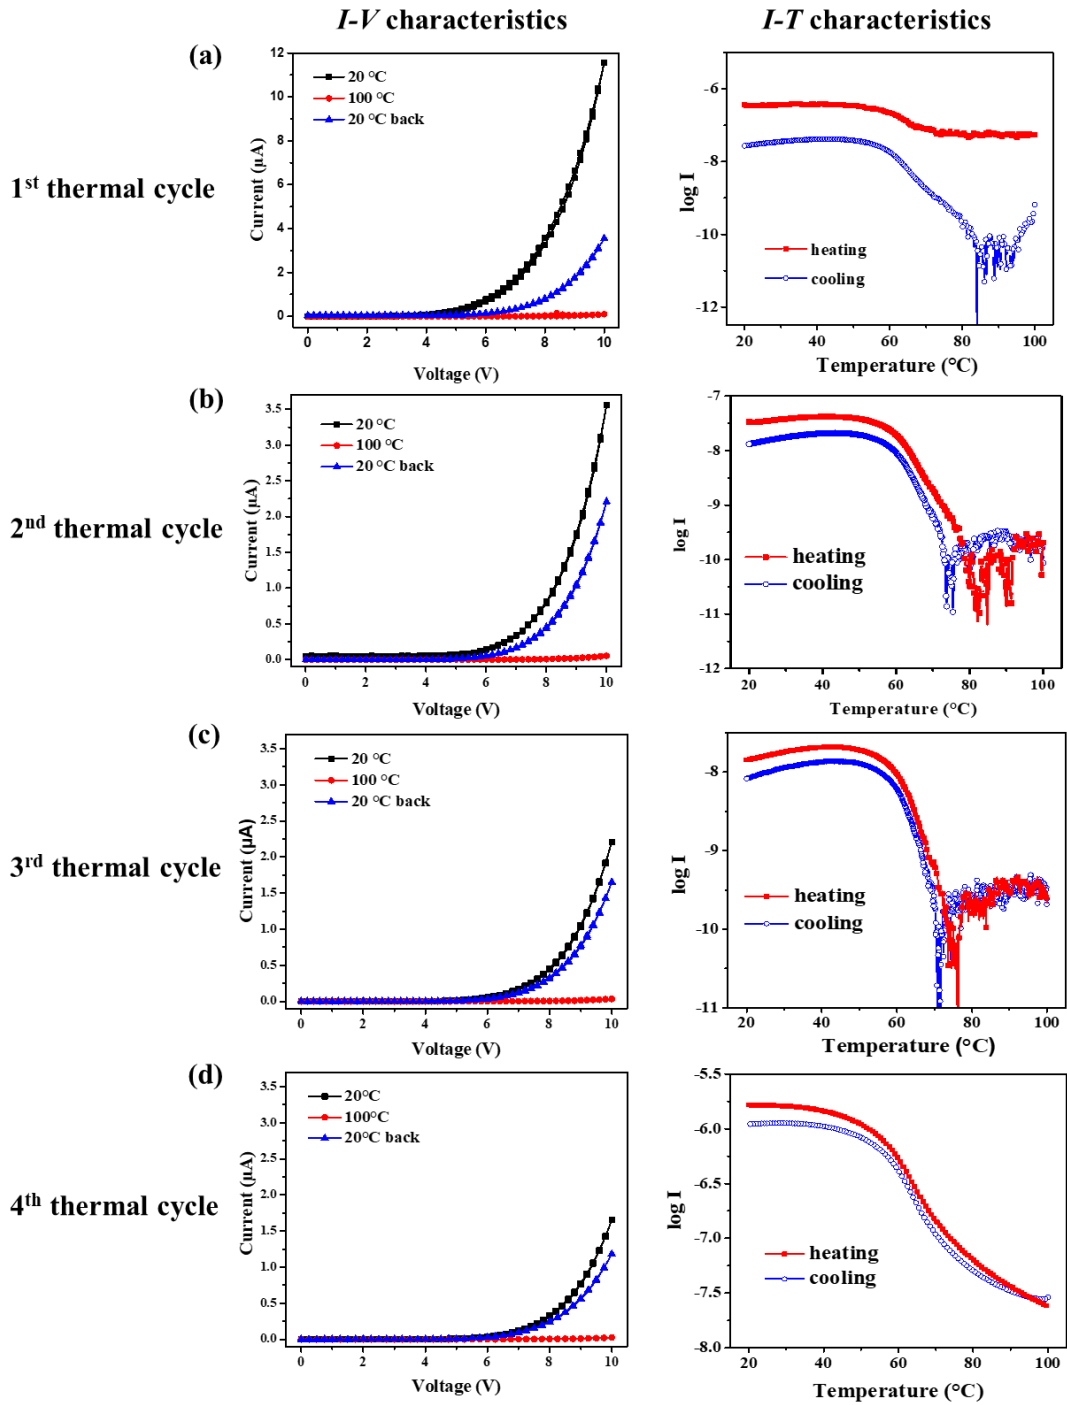 I-V characteristics
I-T characteristics
(a)
1st thermal cycle
12
10
8
6
4
2
0
Current (µA)
20 °C
100 °C
20 °C back
0
2
4
6
8
10
Voltage (V)
-6
-8
-10
-12
log I
heating
cooling
20
40
60
80
100
Temperature (°C)
(b)
2nd thermal cycle
3.5
3.0
2.5
2.0
1.5
1.0
0.5
0.0
Current (µA)
20 °C
100 °C
20 °C back
0
2
4
6
8
10
Voltage (V)
-7
-8
-9
-10
-11
-12
log I
heating
cooling
20
40
60
80
100
Temperature (°C)
(c)
3rd thermal cycle
3.5
3.0
2.5
2.0
1.5
1.0
0.5
0.0
Current (µA)
20 °C
100 °C
20 °C back
0
2
4
6
8
10
Voltage (V)
-8
-9
-10
-11
log I
heating
cooling
20
40
60
80
100
Temperature (°C)
(d)
4th thermal cycle
3.5
3.0
2.5
2.0
1.5
1.0
0.5
0.0
Current (µA)
20°C
100°C
20°C back
0
2
4
6
8
10
Voltage (V)
-5.5
-6.0
-6.5
-7.0
-7.5
-8.0
log I
heating
cooling
20
40
60
80
100
Temperature (°C)